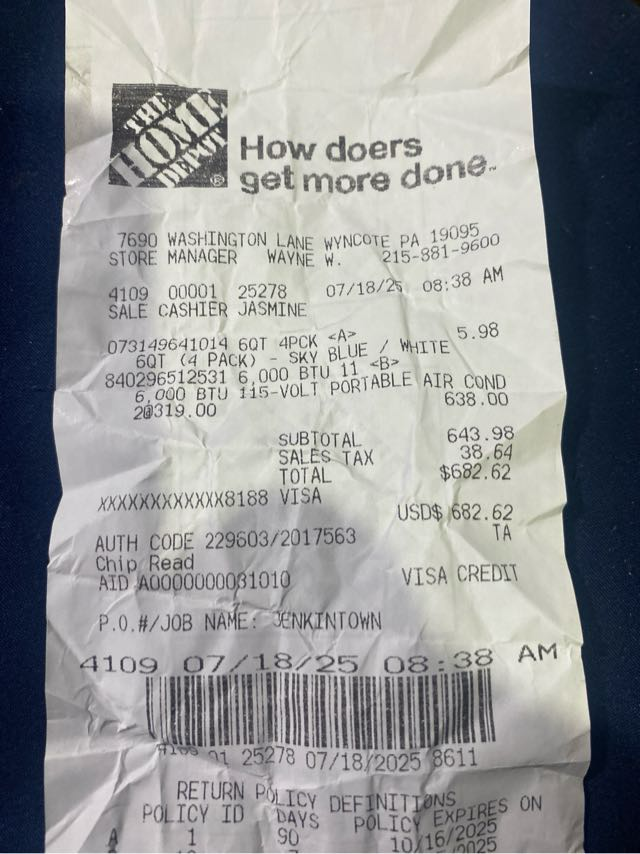 THE
HOME
DEPOT
How doers
get more done.
7690 WASHINGTON LANE WYNCOTE PA 19095
STORE MANAGER WAYNE W. 215-881-9600
4109 00001 25278 07/18/25 08:38 AM
SALE CASHIER JASMINE
073149641014 6QT 4PCK <A> 5.98
6QT (4 PACK) - SKY BLUE / WHITE
840296512531 6,000 BTU 11 <B>
6,000 BTU 115-VOLT PORTABLE AIR COND
2@319.00 638.00
SUBTOTAL 643.98
SALES TAX 38.64
TOTAL $682.62
XXXXXXXXXXXX8188 VISA
USD$ 682.62
AUTH CODE 229603/2017563 TA
Chip Read
AID A0000000031010 VISA CREDIT
P.O.#/JOB NAME: JENKINTOWN
4109 07/18/25 08:38 AM
4109 01 25278 07/18/2025 8611
RETURN POLICY DEFINITIONS
POLICY ID DAYS POLICY EXPIRES ON
A 1 90 10/16/2025